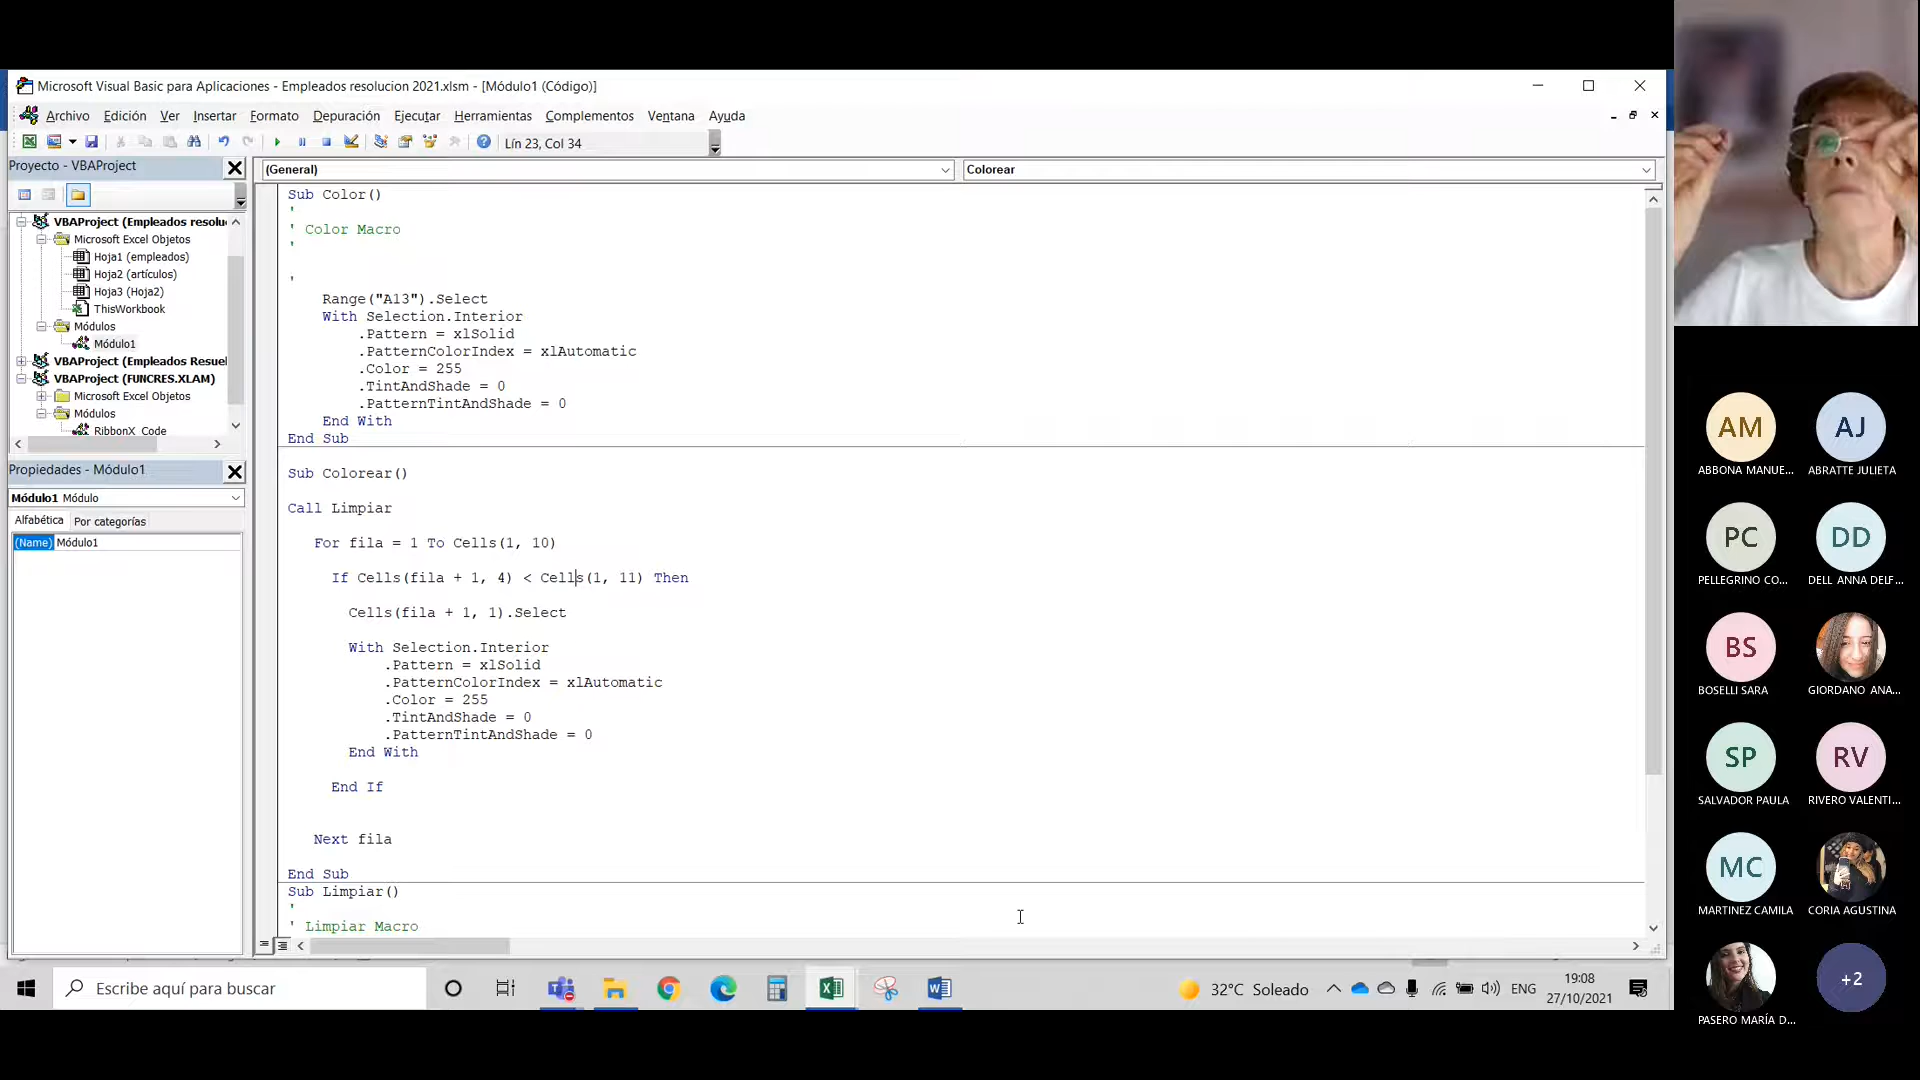 Microsoft Visual Basic para Aplicaciones - Empleados resolucion 2021.xlsm - [Módulo1 (Código)]
Archivo Edición Ver Insertar Formato Depuración Ejecutar Herramientas Complementos Ventana Ayuda
Lín 23, Col 34
Proyecto - VBAProject
VBAProject (Empleados resolu
Microsoft Excel Objetos
Hoja1 (empleados)
Hoja2 (artículos)
Hoja3 (Hoja2)
ThisWorkbook
Módulos
Módulo1
VBAProject (Empleados Resuel
VBAProject (FUNCRES.XLAM)
Microsoft Excel Objetos
Módulos
RibbonX_Code
Propiedades - Módulo1
Módulo1 Módulo
Alfabética Por categorías
(Name) Módulo1
(General) Colorear
Sub Color()
'
' Color Macro
'
'
Range("A13").Select
With Selection.Interior
.Pattern = xlSolid
.PatternColorIndex = xlAutomatic
.Color = 255
.TintAndShade = 0
.PatternTintAndShade = 0
End With
End Sub
Sub Colorear()
Call Limpiar
For fila = 1 To Cells(1, 10)
If Cells(fila + 1, 4) < Cells(1, 11) Then
Cells(fila + 1, 1).Select
With Selection.Interior
.Pattern = xlSolid
.PatternColorIndex = xlAutomatic
.Color = 255
.TintAndShade = 0
.PatternTintAndShade = 0
End With
End If
Next fila
End Sub
Sub Limpiar()
'
' Limpiar Macro
AM AJ
ABBONA MANUE... ABRATTE JULIETA
PC DD
PELLEGRINO CO... DELL ANNA DELF...
BS
BOSELLI SARA GIORDANO ANA...
SP RV
SALVADOR PAULA RIVERO VALENTI...
MC
MARTINEZ CAMILA CORIA AGUSTINA
+2
PASERO MARÍA D...
Escribe aquí para buscar
32°C Soleado
ENG
19:08
27/10/2021